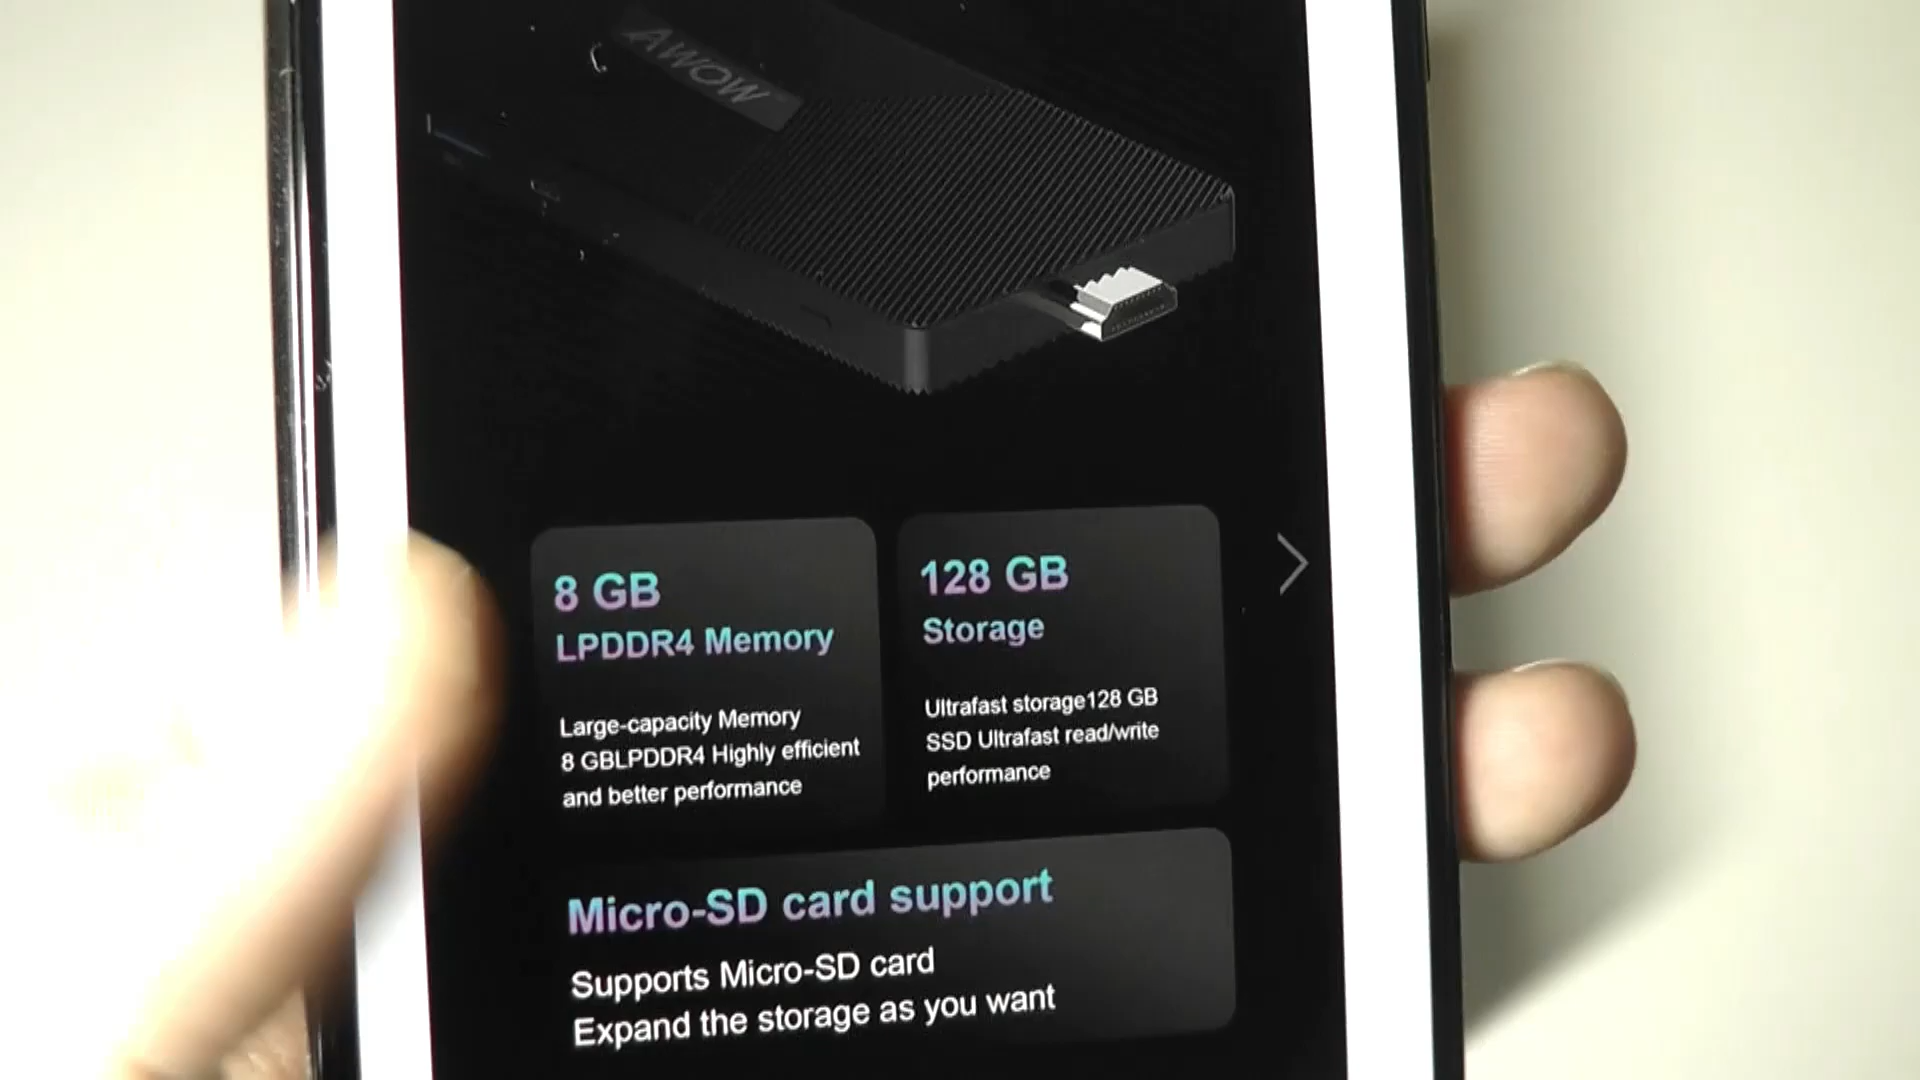 AWOW
8 GB
LPDDR4 Memory
Large-capacity Memory
8 GBLPDDR4 Highly efficient
and better performance
128 GB
Storage
Ultrafast storage128 GB
SSD Ultrafast read/write
performance
Micro-SD card support
Supports Micro-SD card
Expand the storage as you want